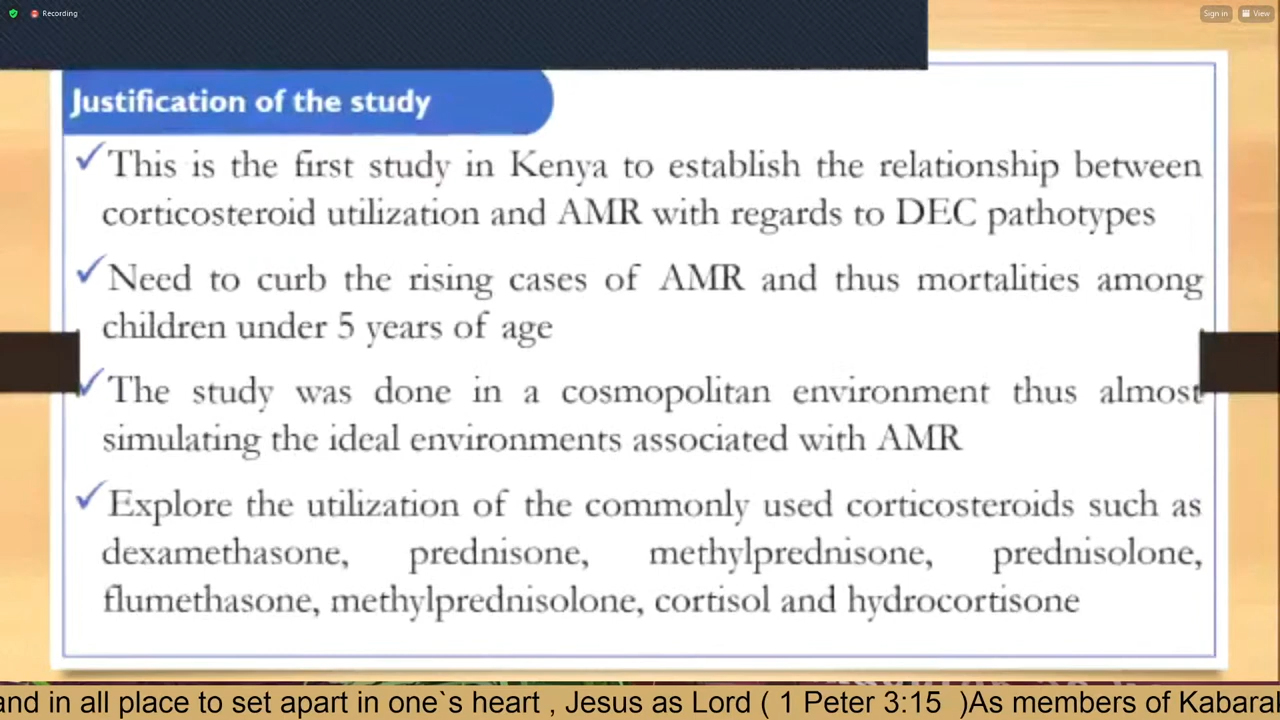 Recording
Sign in
View
Justification of the study
✓This is the first study in Kenya to establish the relationship between
corticosteroid utilization and AMR with regards to DEC pathotypes
✓Need to curb the rising cases of AMR and thus mortalities among
children under 5 years of age
✓The study was done in a cosmopolitan environment thus almost
simulating the ideal environments associated with AMR
✓Explore the utilization of the commonly used corticosteroids such as
dexamethasone, prednisone, methylprednisone, prednisolone,
flumethasone, methylprednisolone, cortisol and hydrocortisone
and in all place to set apart in one`s heart , Jesus as Lord ( 1 Peter 3:15 )As members of Kabara